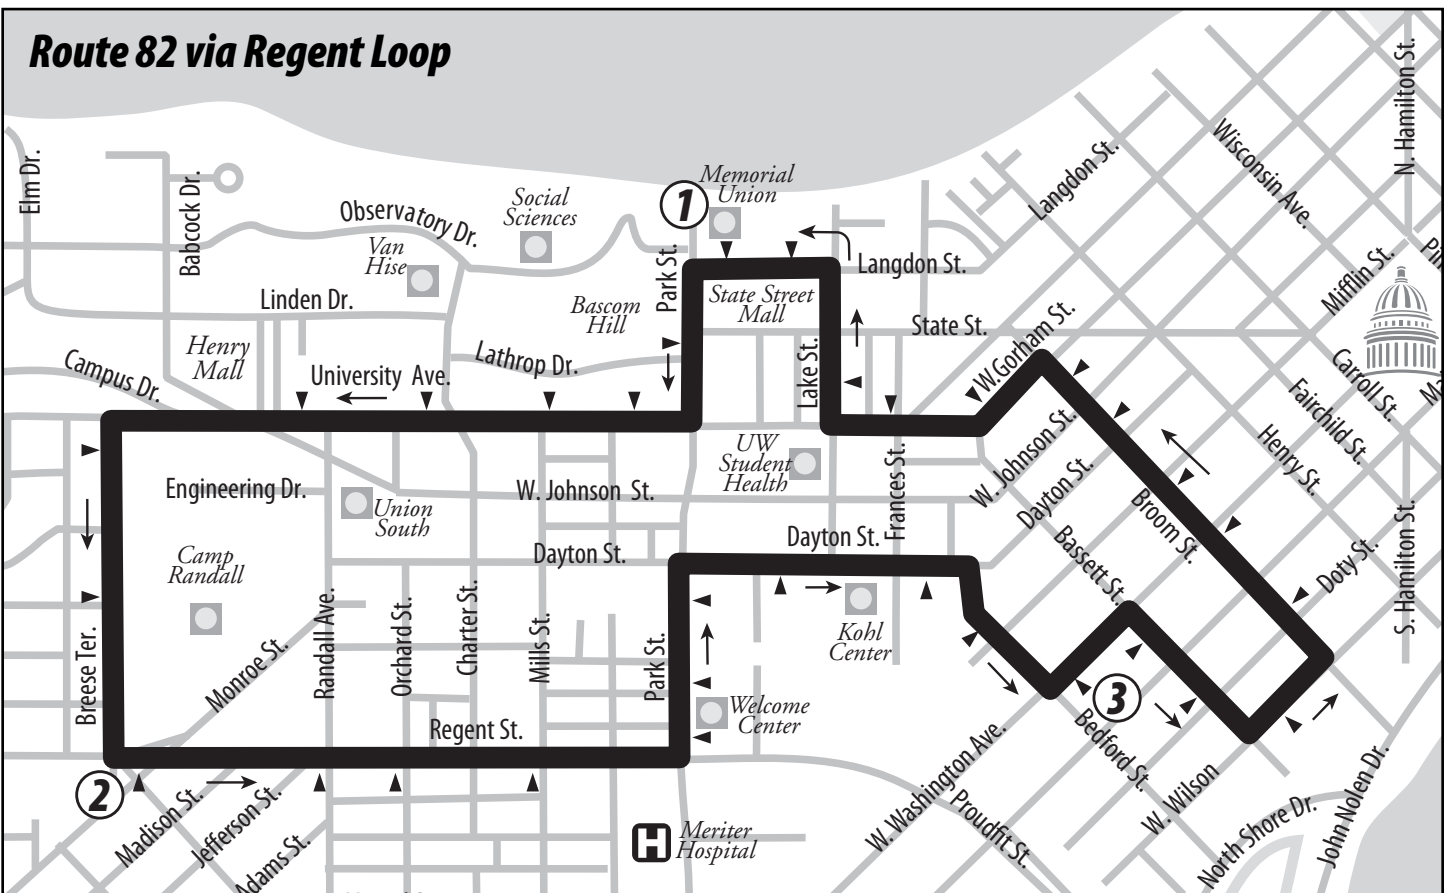 Route 82 via Regent Loop
N. Hamilton St.
Wisconsin Ave.
Langdon St.
Elm Dr.
Babcock Dr.
Observatory Dr.
Social
Sciences
1
Memorial
Union
Van
Hise
Park St.
Langdon St.
Mifflin St.
Linden Dr.
Bascom
Hill
State Street
Mall
State St.
W.Gorham St.
Henry
Mall
Campus Dr.
University Ave.
Lathrop Dr.
Lake St.
Carroll St.
Fairchild St.
Henry St.
W. Johnson St.
UW
Student
Health
Frances St.
Dayton St.
Broom St.
Engineering Dr.
Union
South
W. Johnson St.
Dayton St.
Dayton St.
Bassett St.
Doty St.
S. Hamilton St.
Camp
Randall
Breese Ter.
Monroe St.
Randall Ave.
Orchard St.
Charter St.
Mills St.
Park St.
Kohl
Center
Welcome
Center
Regent St.
3
Bedford St.
W. Washington Ave.
W. Wilson
Proudfit St.
North Shore Dr.
John Nolen Dr.
2
Madison St.
Jefferson St.
Adams St.
H
Meriter
Hospital